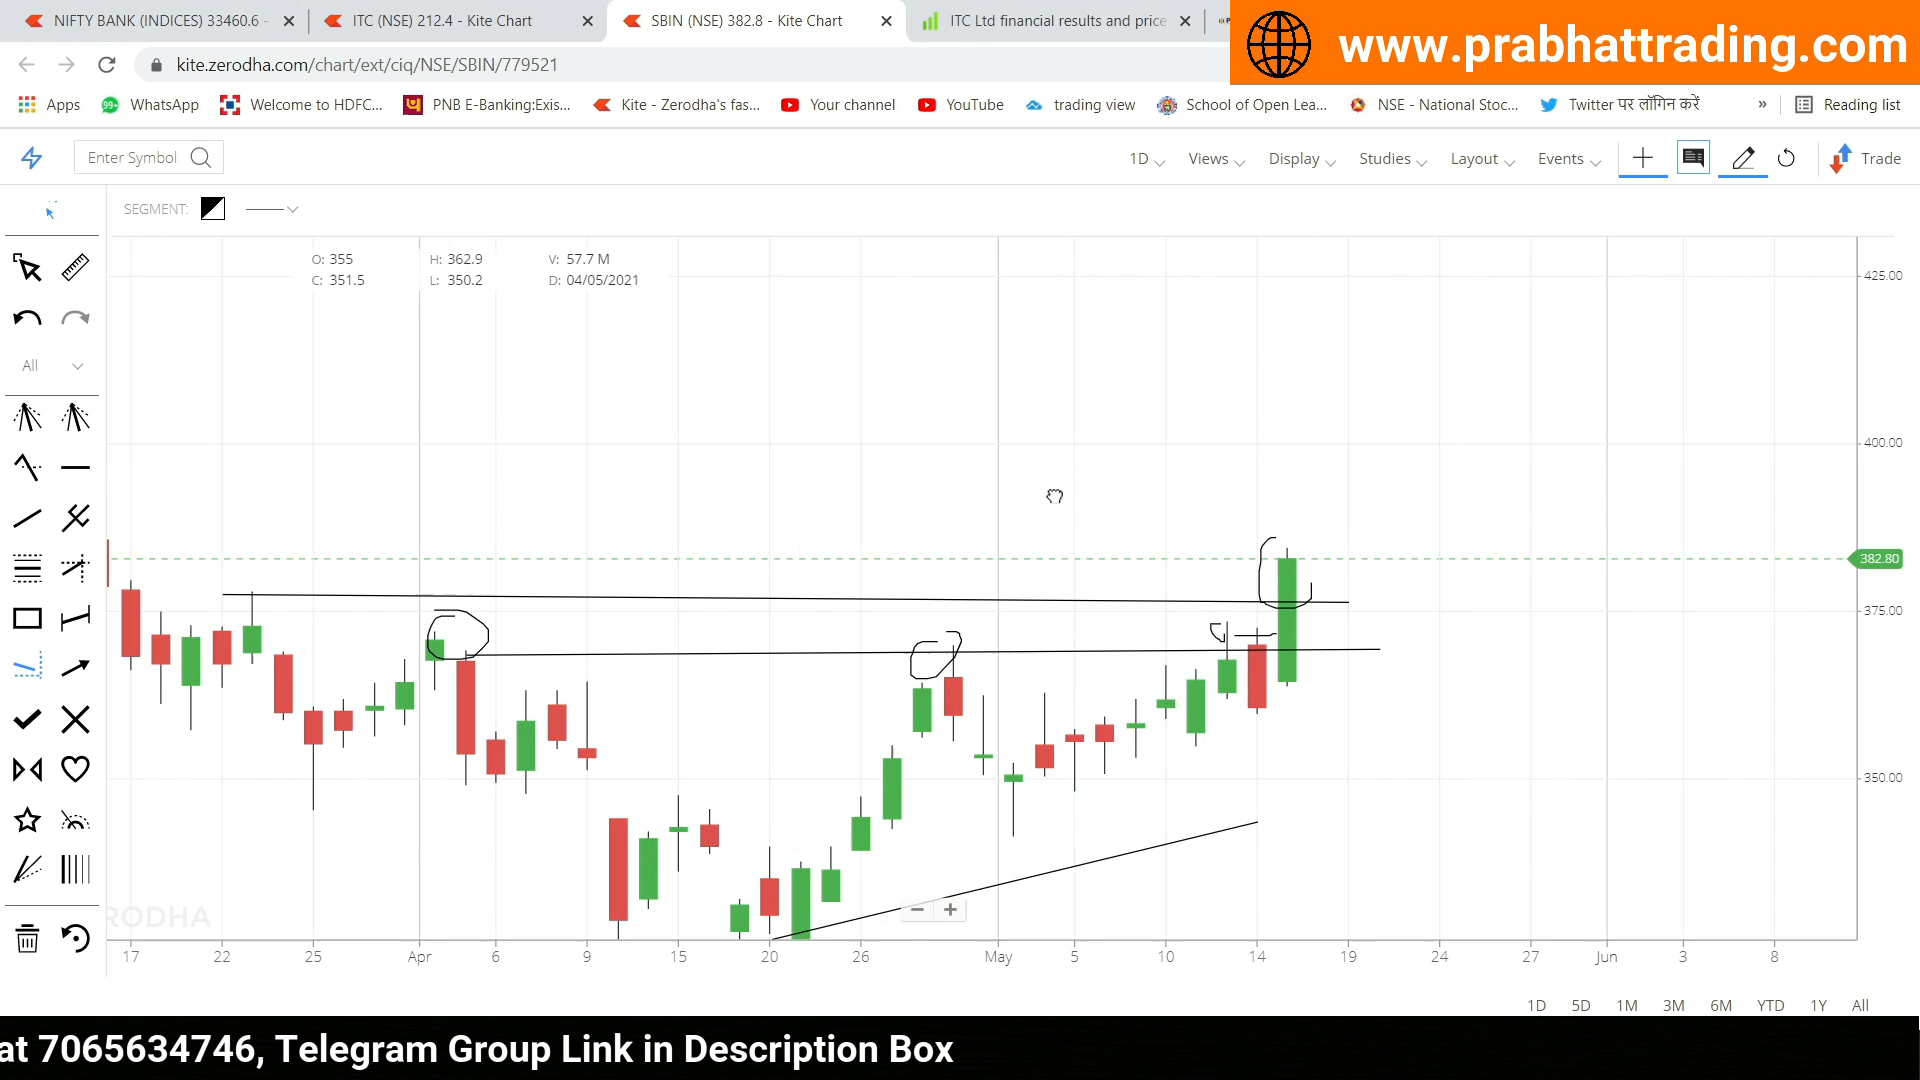 NIFTY BANK (INDICES) 33460.6 -
ITC (NSE) 212.4 - Kite Chart
SBIN (NSE) 382.8 - Kite Chart
ITC Ltd financial results and price
www.prabhattrading.com
kite.zerodha.com/chart/ext/ciq/NSE/SBIN/779521
Apps
99+
WhatsApp
Welcome to HDFC...
PNB E-Banking:Exis...
Kite - Zerodha's fas...
Your channel
YouTube
trading view
School of Open Lea...
NSE - National Stoc...
Twitter पर लॉगिन करें
»
Reading list
Enter Symbol
1D
Views
Display
Studies
Layout
Events
Trade
SEGMENT:
O: 355
H: 362.9
V: 57.7 M
C: 351.5
L: 350.2
D: 04/05/2021
All
425.00
400.00
382.80
375.00
350.00
RODHA
17
22
25
Apr
6
9
15
20
26
May
5
10
14
19
24
27
Jun
3
8
1D
5D
1M
3M
6M
YTD
1Y
All
at 7065634746, Telegram Group Link in Description Box